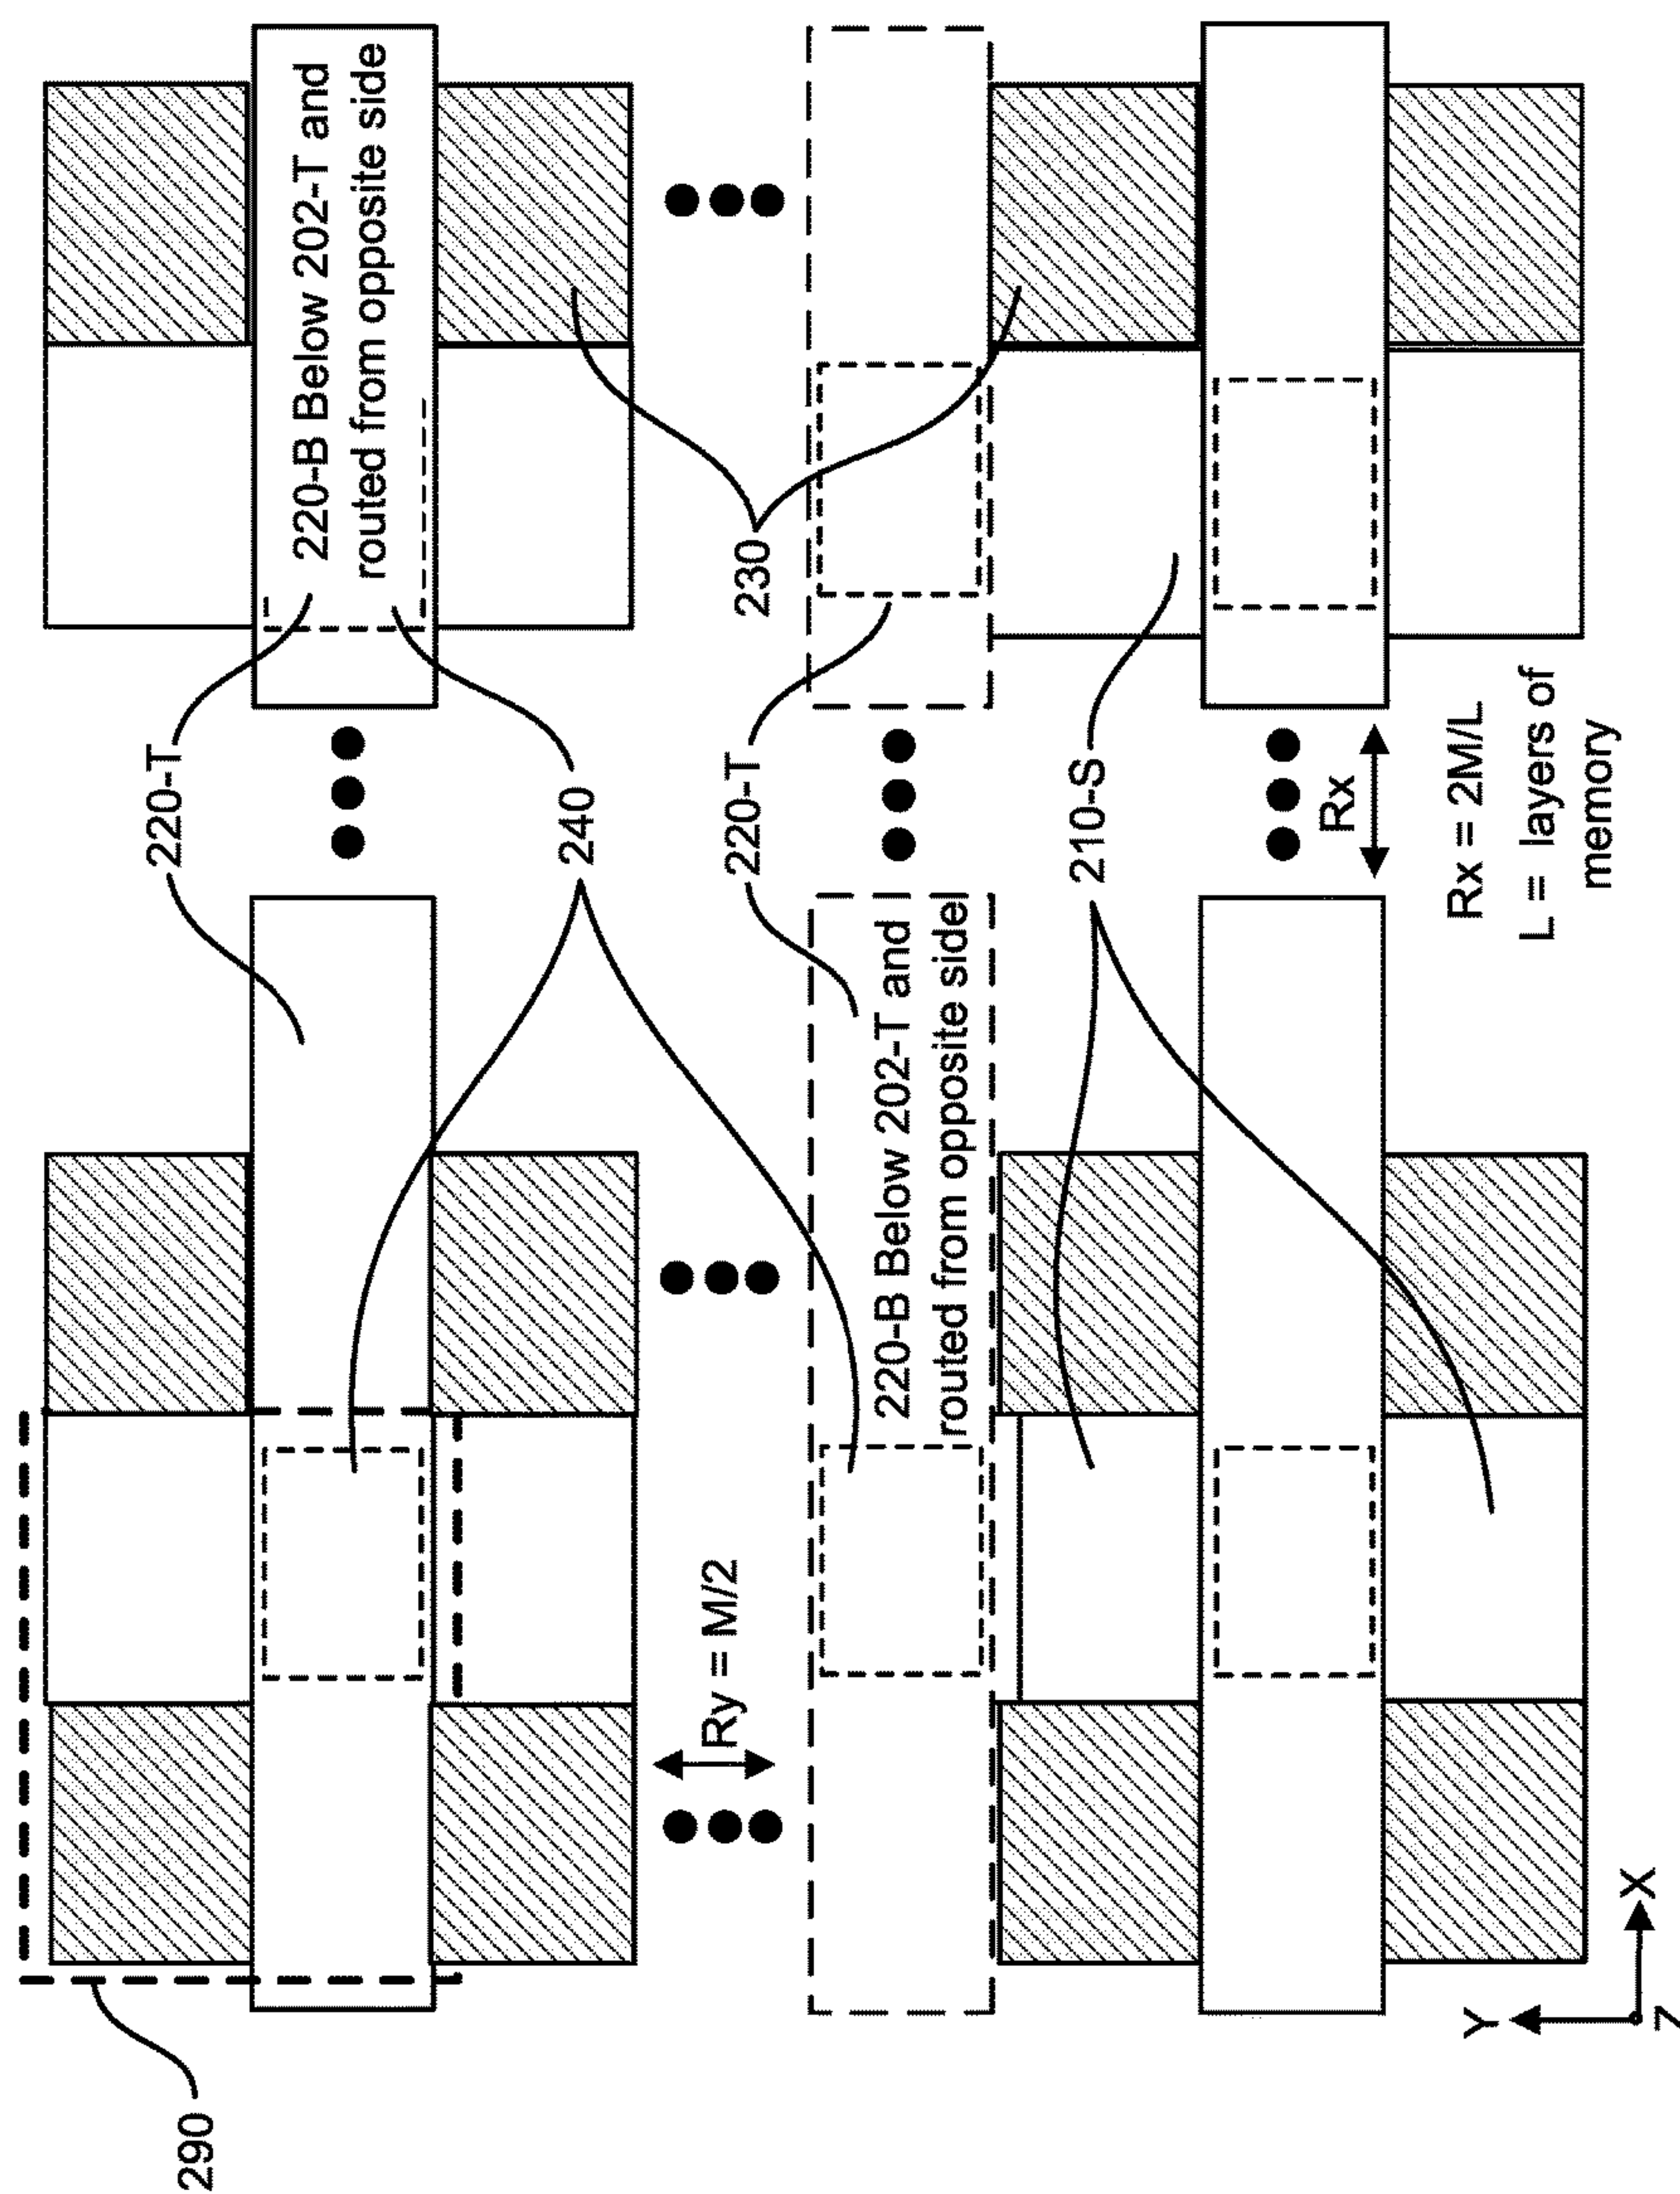 220-T
290
220-B Below 202-T and
routed from opposite side
240
Ry = M/2
220-T
230
220-B Below 202-T and
routed from opposite side
210-S
Rx
Rx = 2M/L
L = layers of
memory
Y
X
Z